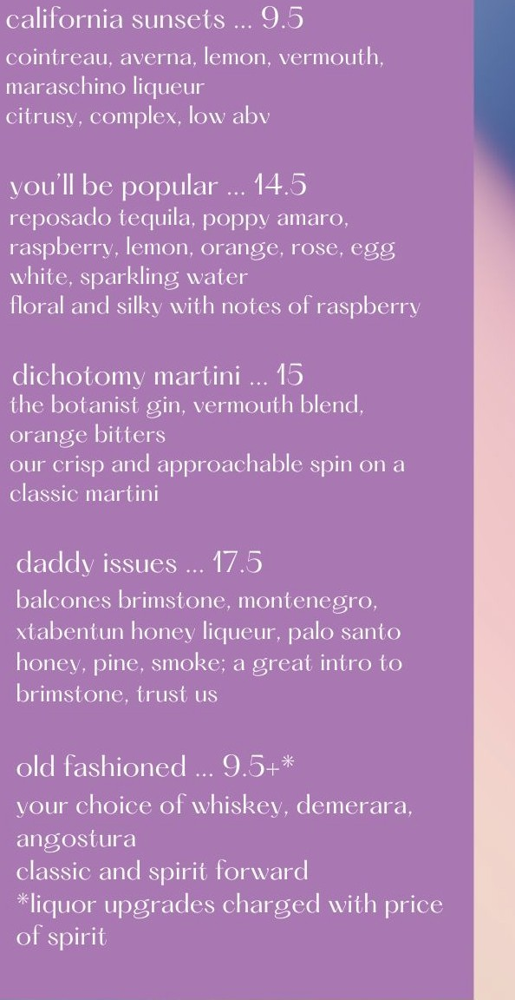 california sunsets ... 9.5
cointreau, averna, lemon, vermouth,
maraschino liqueur
citrusy, complex, low abv
you'll be popular ... 14.5
reposado tequila, poppy amaro,
raspberry, lemon, orange, rose, egg
white, sparkling water
floral and silky with notes of raspberry
dichotomy martini ... 15
the botanist gin, vermouth blend,
orange bitters
our crisp and approachable spin on a
classic martini
daddy issues ... 17.5
balcones brimstone, montenegro,
xtabentun honey liqueur, palo santo
honey, pine, smoke; a great intro to
brimstone, trust us
old fashioned ... 9.5+*
your choice of whiskey, demerara,
angostura
classic and spirit forward
*liquor upgrades charged with price
of spirit